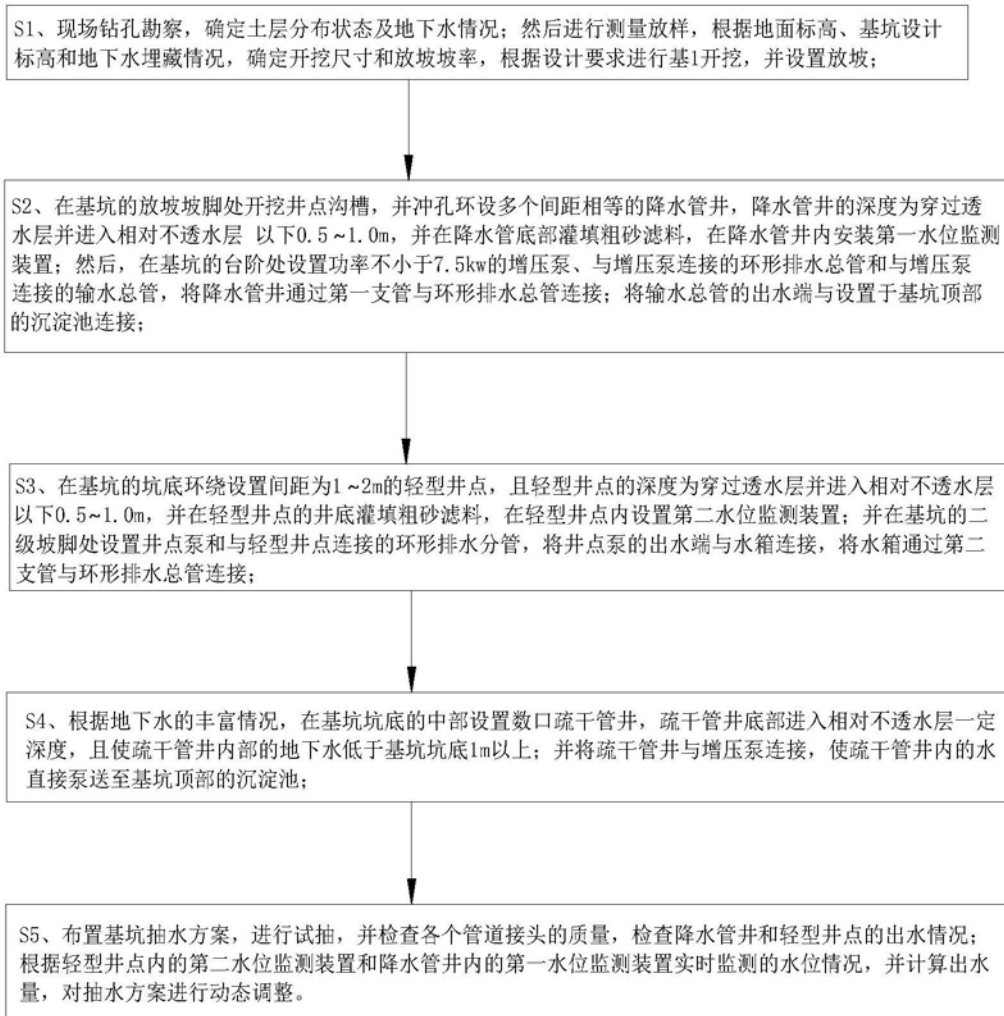 S1、现场钻孔勘察，确定土层分布状态及地下水情况；然后进行测量放样，根据地面标高、基坑设计
标高和地下水埋藏情况，确定开挖尺寸和放坡坡率，根据设计要求进行基1开挖，并设置放坡；
S2、在基坑的放坡坡脚处开挖井点沟槽，并冲孔环设多个间距相等的降水管井，降水管井的深度为穿过透
水层并进入相对不透水层 以下0.5~1.0m，并在降水管底部灌填粗砂滤料，在降水管井内安装第一水位监测
装置；然后，在基坑的台阶处设置功率不小于7.5kw的增压泵、与增压泵连接的环形排水总管和与增压泵
连接的输水总管，将降水管井通过第一支管与环形排水总管连接；将输水总管的出水端与设置于基坑顶部
的沉淀池连接；
S3、在基坑的坑底环绕设置间距为1~2m的轻型井点，且轻型井点的深度为穿过透水层并进入相对不透水层
以下0.5~1.0m，并在轻型井点的井底灌填粗砂滤料，在轻型井点内设置第二水位监测装置；并在基坑的二
级坡脚处设置井点泵和与轻型井点连接的环形排水分管，将井点泵的出水端与水箱连接，将水箱通过第二
支管与环形排水总管连接；
S4、根据地下水的丰富情况，在基坑坑底的中部设置数口疏干管井，疏干管井底部进入相对不透水层一定
深度，且使疏干管井内部的地下水低于基坑坑底1m以上；并将疏干管井与增压泵连接，使疏干管井内的水
直接泵送至基坑顶部的沉淀池；
S5、布置基坑抽水方案，进行试抽，并检查各个管道接头的质量，检查降水管井和轻型井点的出水情况；
根据轻型井点内的第二水位监测装置和降水管井内的第一水位监测装置实时监测的水位情况，并计算出水
量，对抽水方案进行动态调整。